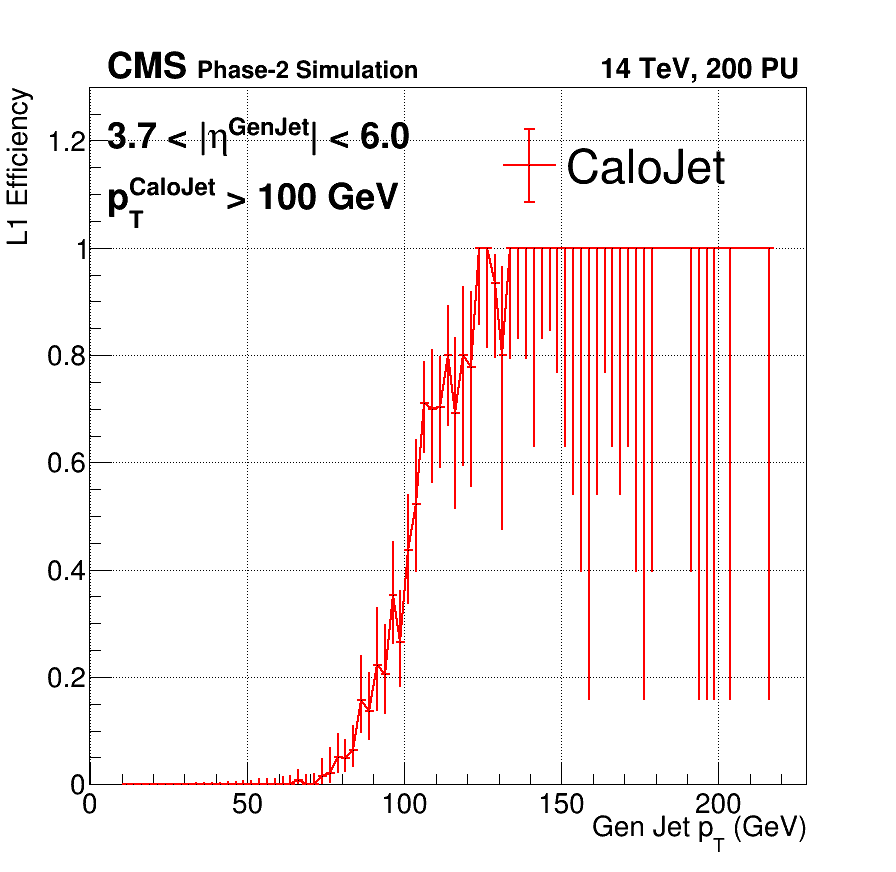 CMS Phase-2 Simulation 14 TeV, 200 PU
L1 Efficiency
3.7 < |η^GenJet| < 6.0
p_T^CaloJet > 100 GeV
CaloJet
1.2
1
0.8
0.6
0.4
0.2
0
0 50 100 150 200
Gen Jet p_T (GeV)